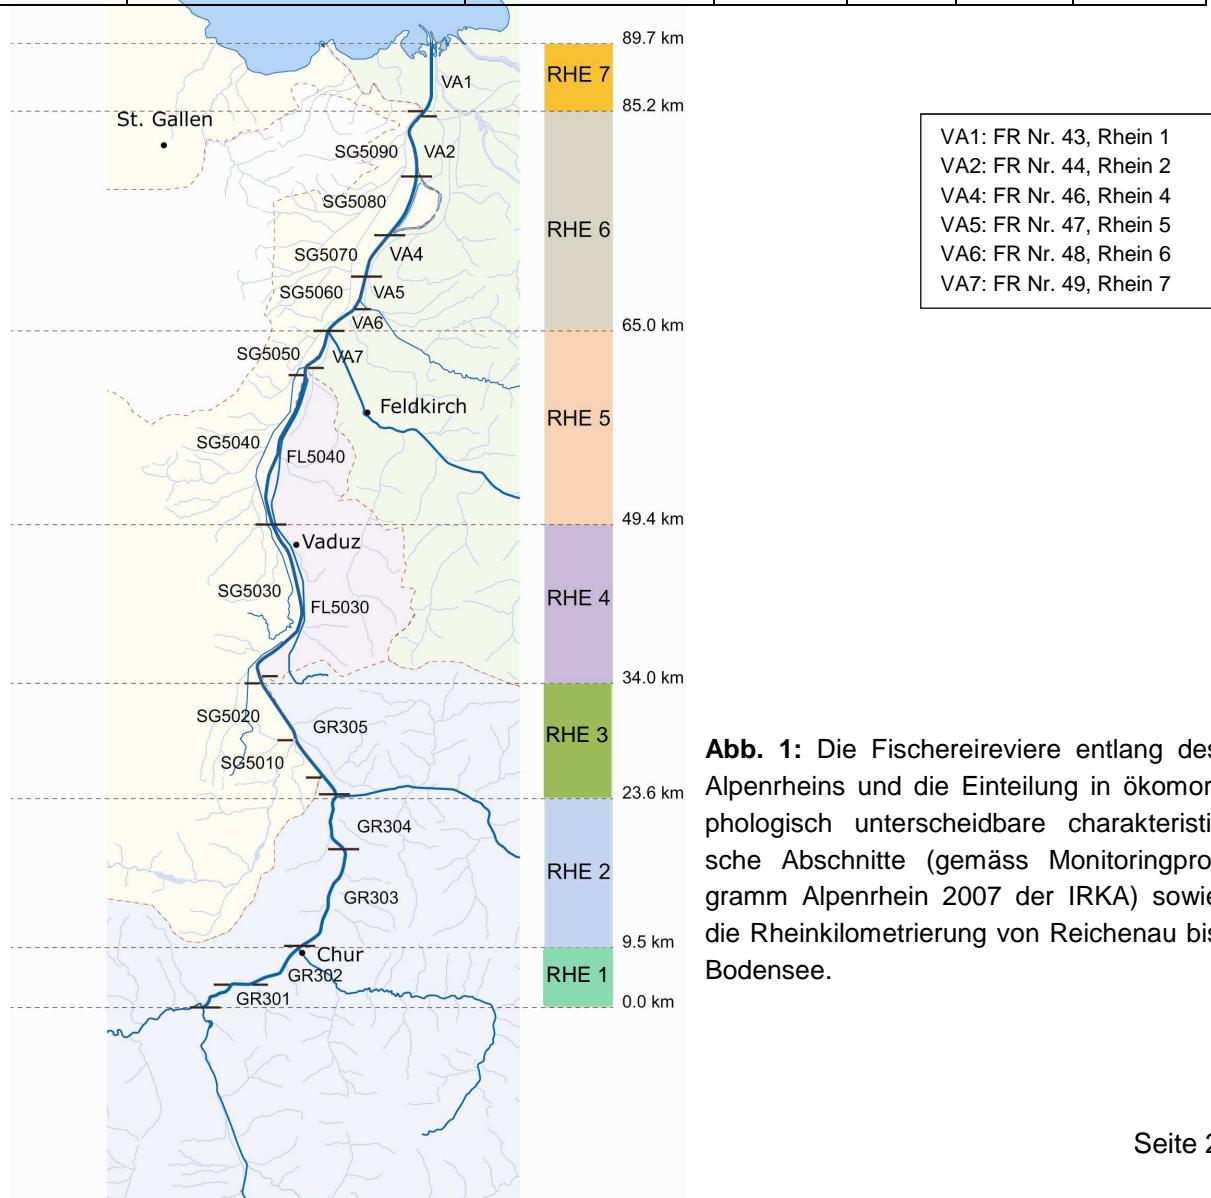 89.7 km
RHE 7
VA1
85.2 km
St. Gallen
SG5090
VA2
SG5080
RHE 6
SG5070
VA4
SG5060
VA5
VA6
65.0 km
SG5050
VA7
Feldkirch
RHE 5
SG5040
FL5040
49.4 km
Vaduz
SG5030
FL5030
RHE 4
34.0 km
SG5020
GR305
RHE 3
SG5010
23.6 km
GR304
RHE 2
GR303
9.5 km
Chur
GR302
RHE 1
GR301
0.0 km
VA1: FR Nr. 43, Rhein 1
VA2: FR Nr. 44, Rhein 2
VA4: FR Nr. 46, Rhein 4
VA5: FR Nr. 47, Rhein 5
VA6: FR Nr. 48, Rhein 6
VA7: FR Nr. 49, Rhein 7
Abb. 1: Die Fischereireviere entlang des
Alpenrheins und die Einteilung in ökomor
phologisch unterscheidbare charakteristi
sche Abschnitte (gemäss Monitoringpro
gramm Alpenrhein 2007 der IRKA) sowie
die Rheinkilometrierung von Reichenau bis
Bodensee.
Seite 2